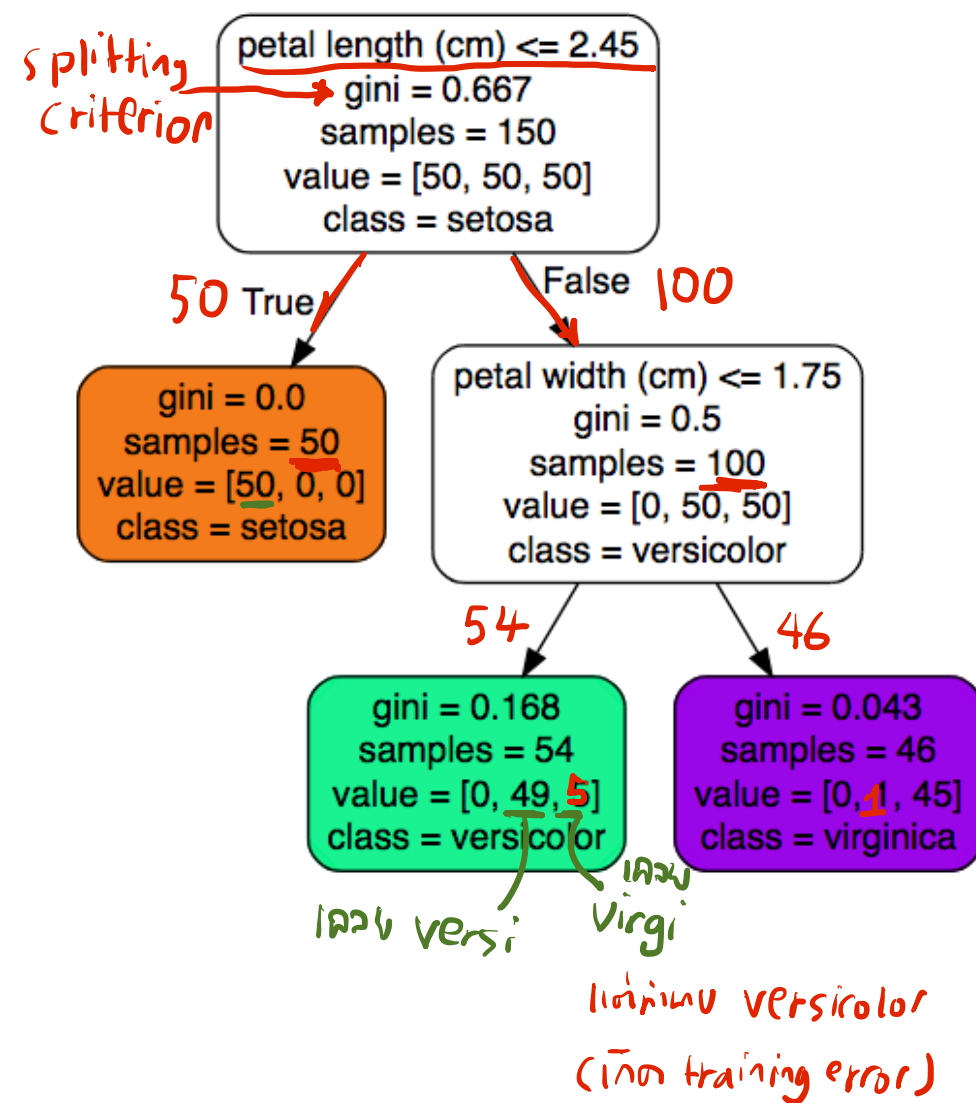 splitting
criterion
petal length (cm) <= 2.45
gini = 0.667
samples = 150
value = [50, 50, 50]
class = setosa
50 True
False 100
gini = 0.0
samples = 50
value = [50, 0, 0]
class = setosa
petal width (cm) <= 1.75
gini = 0.5
samples = 100
value = [0, 50, 50]
class = versicolor
54
46
gini = 0.168
samples = 54
value = [0, 49, 5]
class = versicolor
gini = 0.043
samples = 46
value = [0, 1, 45]
class = virginica
เฉลย versi
เฉลย
virgi
แต่ทำนาย versicolor
(เกิด training error)